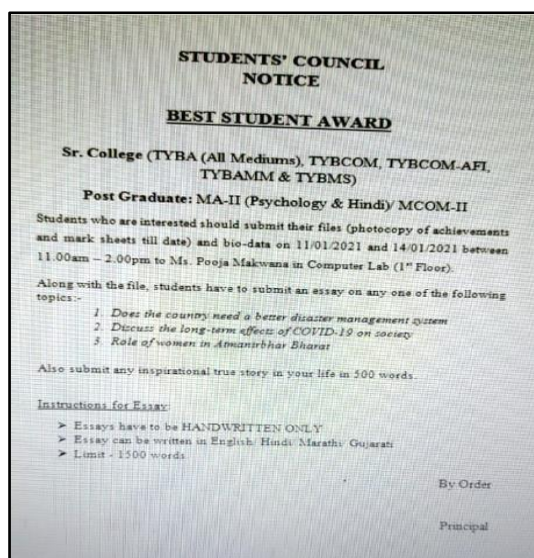 STUDENTS' COUNCIL
NOTICE
BEST STUDENT AWARD
Sr. College (TYBA (All Mediums), TYBCOM, TYBCOM-AFI,
TYBAMM & TYBMS)
Post Graduate: MA-II (Psychology & Hindi)/ MCOM-II
Students who are interested should submit their files (photocopy of achievements
and mark sheets till date) and bio-data on 11/01/2021 and 14/01/2021 between
11.00am – 2.00pm to Ms. Pooja Makwana in Computer Lab (1st Floor).
Along with the file, students have to submit an essay on any one of the following
topics:-
1. Does the country need a better disaster management system
2. Discuss the long-term effects of COVID-19 on society
3. Role of women in Atmanirbhar Bharat
Also submit any inspirational true story in your life in 500 words.
Instructions for Essay:
➤ Essays have to be HANDWRITTEN ONLY
➤ Essay can be written in English/ Hindi/ Marathi/ Gujarati
➤ Limit - 1500 words
By Order
Principal